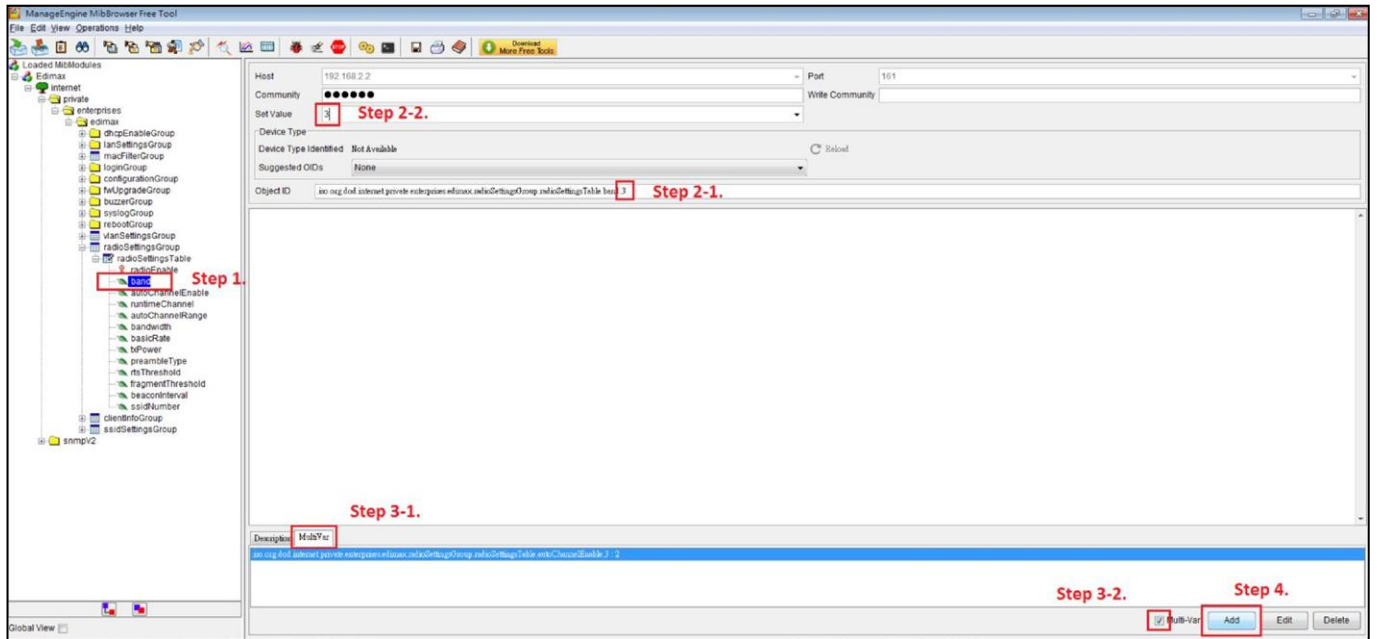 ManageEngine MibBrowser Free Tool
File Edit View Operations Help
Download
More Free Tools
Loaded MibModules
Edimax
internet
private
enterprises
edimax
dhcpEnableGroup
lanSettingsGroup
macFilterGroup
loginGroup
configurationGroup
fwUpgradeGroup
buzzerGroup
syslogGroup
rebootGroup
vlanSettingsGroup
radioSettingsGroup
radioSettingsTable
radioEnable
band
Step 1.
autoChannelEnable
runtimeChannel
autoChannelRange
bandwidth
basicRate
txPower
preambleType
rtsThreshold
fragmentThreshold
beaconInterval
ssidNumber
clientInfoGroup
ssidSettingsGroup
snmpV2
Global View
Host 192.168.2.2 Port 161
Community ●●●●●● Write Community
Set Value 3 Step 2-2.
Device Type
Device Type Identified Not Available Reload
Suggested OIDs None
Object ID .iso.org.dod.internet.private.enterprises.edimax.radioSettingsGroup.radioSettingsTable.band.3 Step 2-1.
Step 3-1.
Description MultiVar
.iso.org.dod.internet.private.enterprises.edimax.radioSettingsGroup.radioSettingsTable.autoChannelEnable.3 : 2
Step 3-2. Step 4.
Multi-Var Add Edit Delete